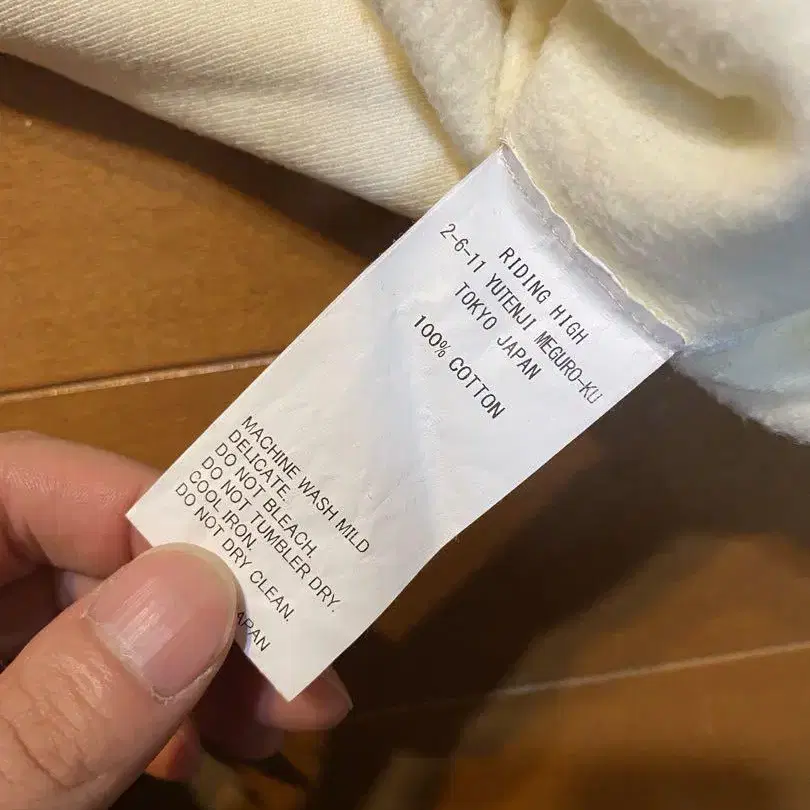 RIDING HIGH
2-6-11 YUTENJI MEGURO-KU
TOKYO JAPAN
100% COTTON
MACHINE WASH MILD
DELICATE.
DO NOT BLEACH.
DO NOT TUMBLER DRY.
COOL IRON.
DO NOT DRY CLEAN.
APAN